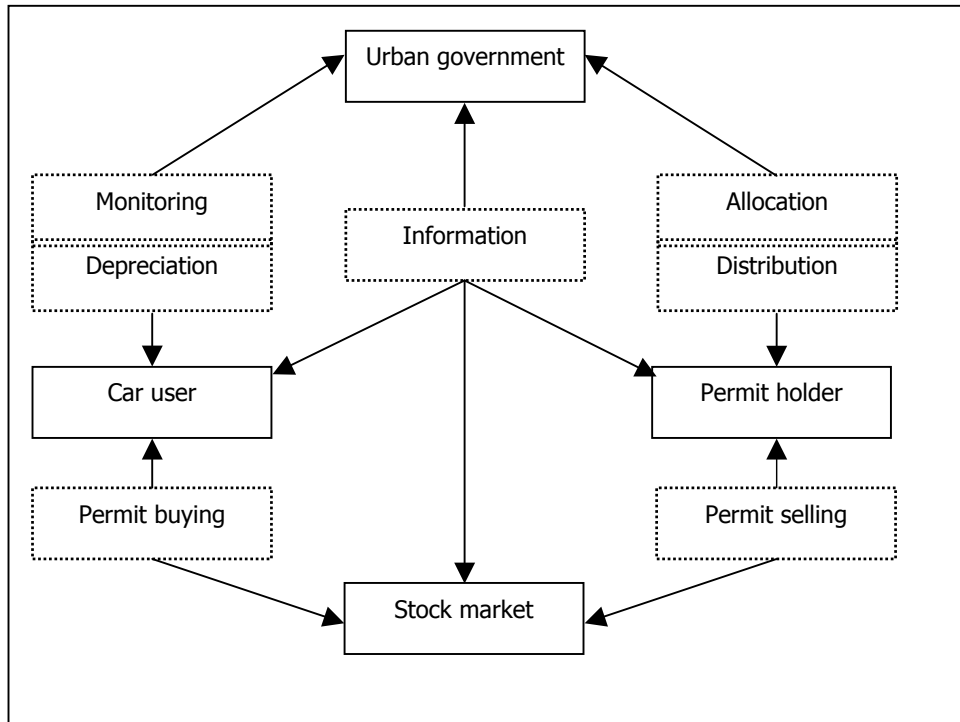 Urban government
Monitoring
Allocation
Information
Depreciation
Distribution
Car user
Permit holder
Permit buying
Permit selling
Stock market